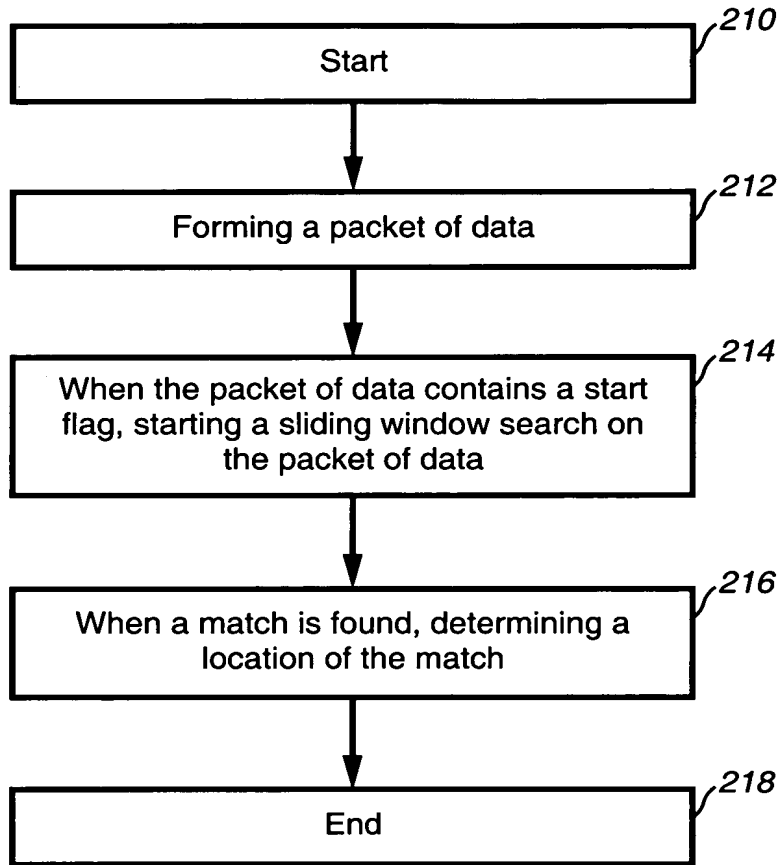 210
Start
212
Forming a packet of data
214
When the packet of data contains a start
flag, starting a sliding window search on
the packet of data
216
When a match is found, determining a
location of the match
218
End